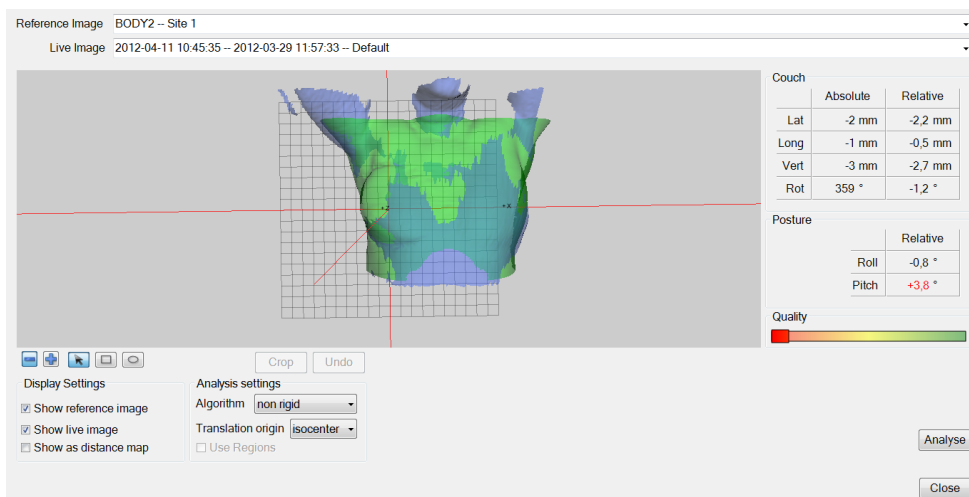 Reference Image BODY2 -- Site 1
Live Image 2012-04-11 10:45:35 -- 2012-03-29 11:57:33 -- Default
Couch
Absolute Relative
Lat -2 mm -2,2 mm
Long -1 mm -0,5 mm
Vert -3 mm -2,7 mm
Rot 359 ° -1,2 °
Posture
Relative
Roll -0,8 °
Pitch +3,8 °
Quality
+Z +X
Crop Undo
Display Settings
Show reference image
Show live image
Show as distance map
Analysis settings
Algorithm non rigid
Translation origin isocenter
Use Regions
Analyse
Close